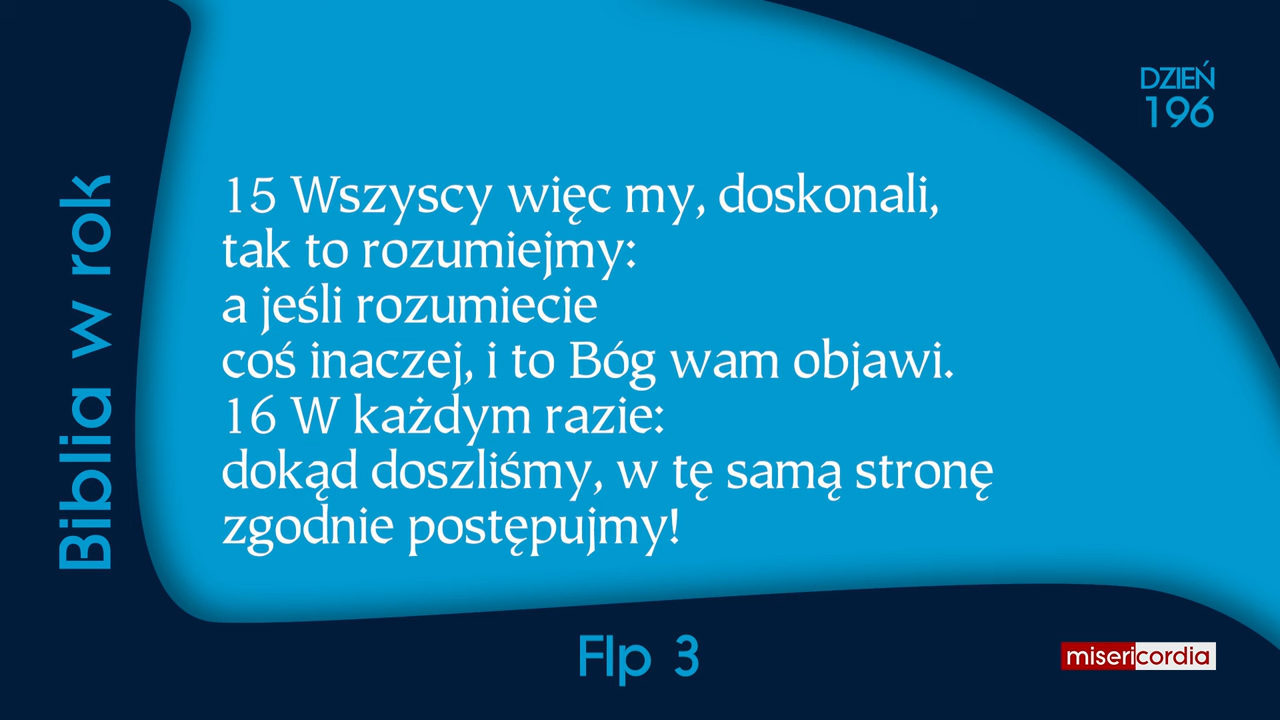 DZIEŃ
196
Biblia w rok
15 Wszyscy więc my, doskonali,
tak to rozumiejmy:
a jeśli rozumiecie
coś inaczej, i to Bóg wam objawi.
16 W każdym razie:
dokąd doszliśmy, w tę samą stronę
zgodnie postępujmy!
Flp 3
misericordia